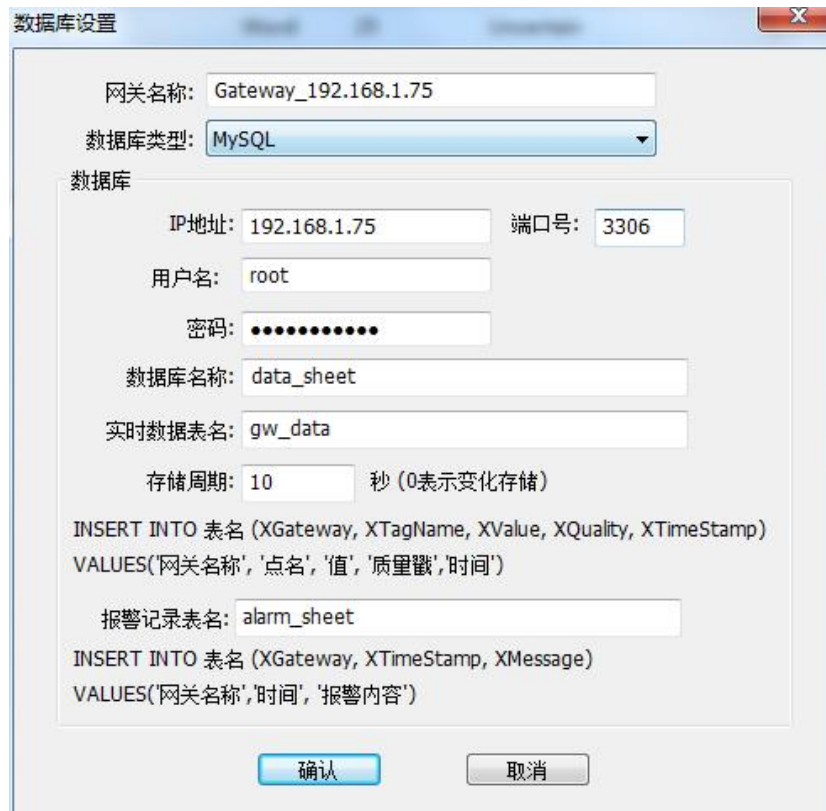 数据库设置
网关名称: Gateway_192.168.1.75
数据库类型: MySQL
数据库
IP地址: 192.168.1.75 端口号: 3306
用户名: root
密码: ●●●●●●●●●●●
数据库名称: data_sheet
实时数据表名: gw_data
存储周期: 10 秒 (0表示变化存储)
INSERT INTO 表名 (XGateway, XTagName, XValue, XQuality, XTimeStamp)
VALUES('网关名称', '点名', '值', '质量戳','时间')
报警记录表名: alarm_sheet
INSERT INTO 表名 (XGateway, XTimeStamp, XMessage)
VALUES('网关名称','时间', '报警内容')
确认 取消